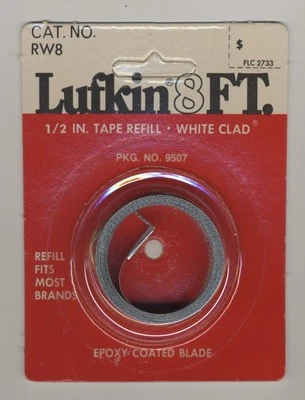 CAT. NO.
RW8
$
FLC 2733
Lufkin® 8 FT.
1/2 IN. TAPE REFILL • WHITE CLAD®
PKG. NO. 9507
REFILL
FITS
MOST
BRANDS
EPOXY COATED BLADE